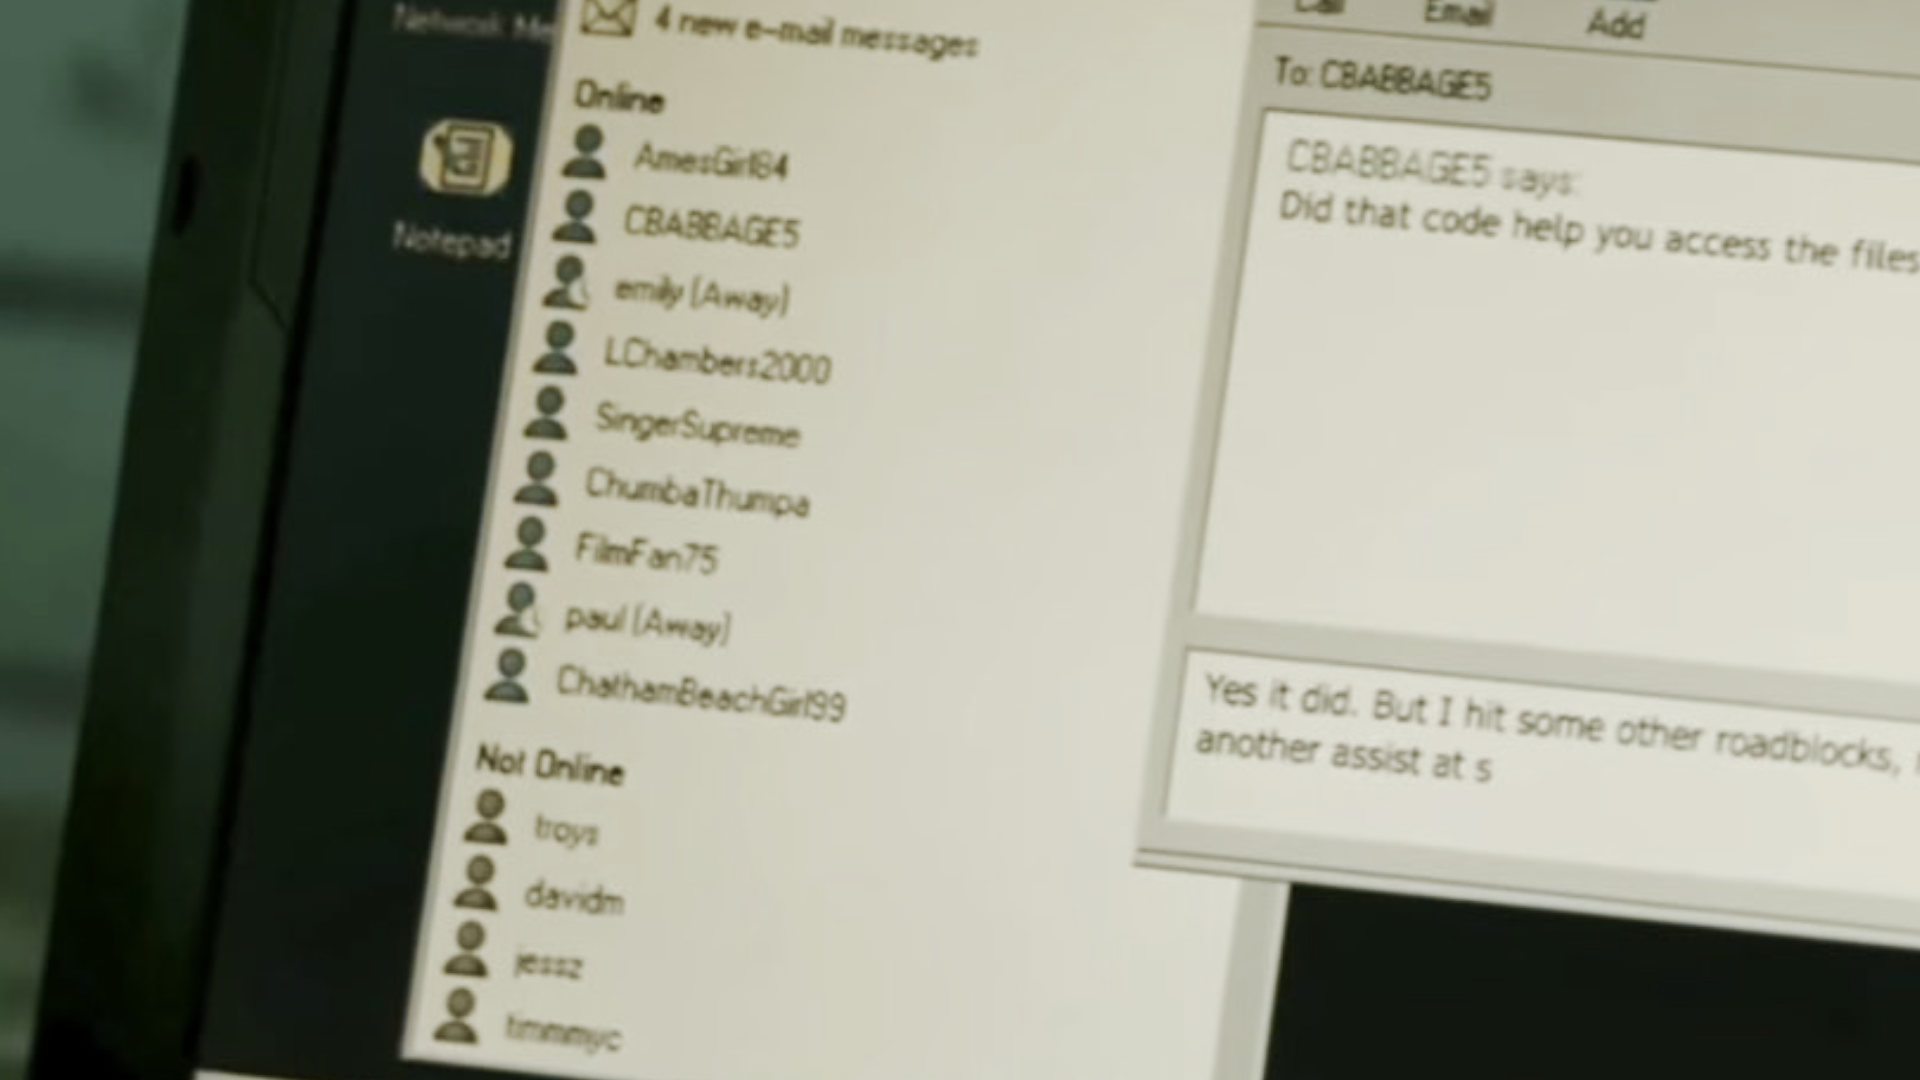 Network
4 new e-mail messages
Online
AmesGirl84
CBABBAGE5
emily (Away)
LChambers2000
SingerSupreme
ChumbaThumpa
FilmFan75
paul (Away)
ChathamBeachGirl99
Not Online
troys
davidm
jessz
timmmyc
Notepad
Call
Email
Add
To: CBABBAGE5
CBABBAGE5 says:
Did that code help you access the files
Yes it did. But I hit some other roadblocks,
another assist at s